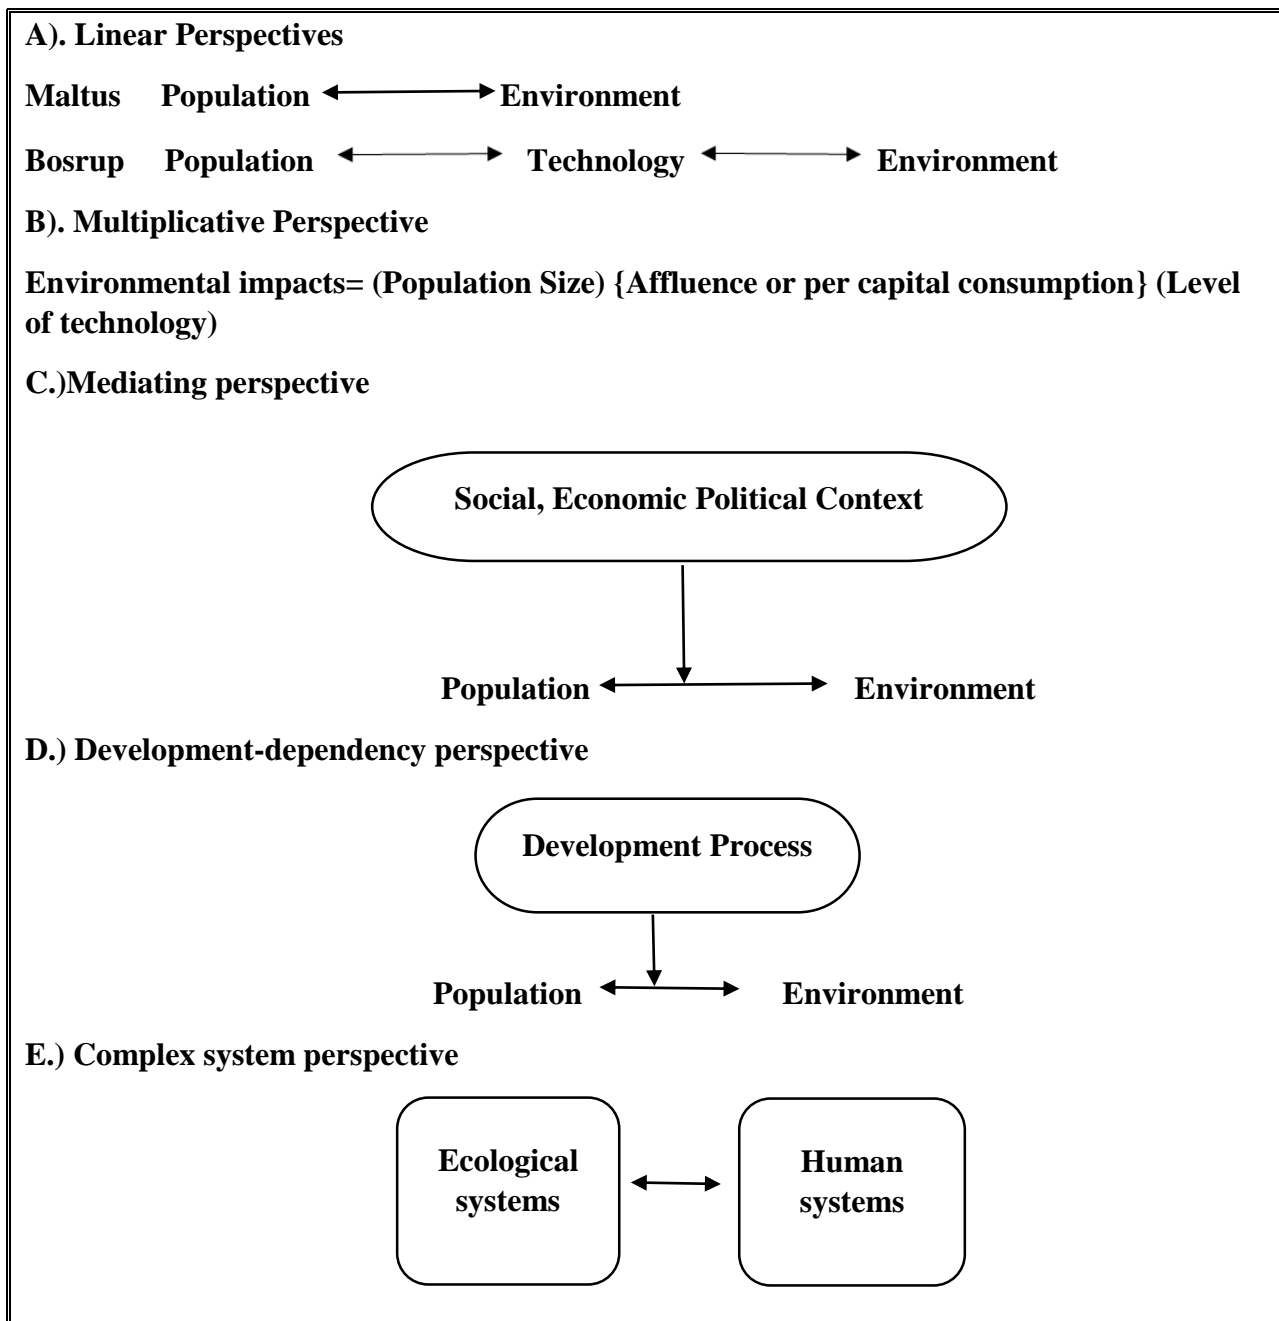 A). Linear Perspectives
Maltus Population Environment
Bosrup Population Technology Environment
B). Multiplicative Perspective
Environmental impacts= (Population Size) {Affluence or per capital consumption} (Level
of technology)
C.)Mediating perspective
Social, Economic Political Context
Population Environment
D.) Development-dependency perspective
Development Process
Population Environment
E.) Complex system perspective
Ecological
systems
Human
systems